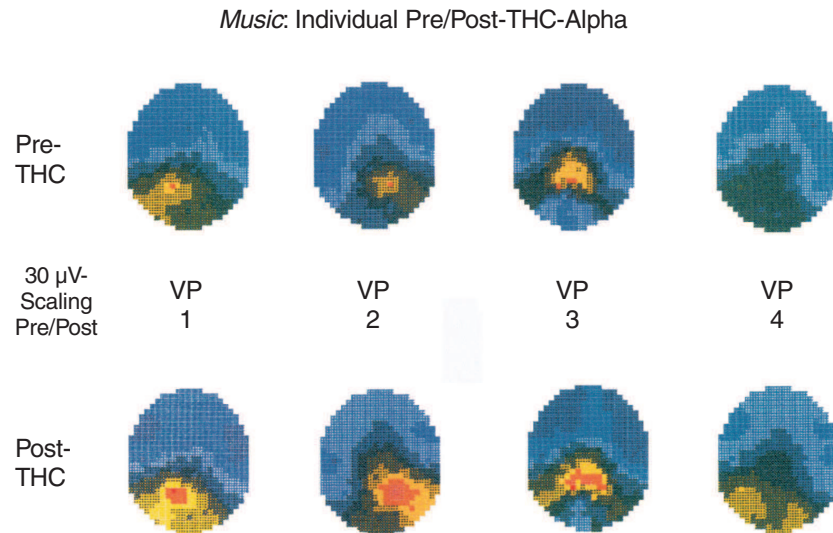 Music: Individual Pre/Post-THC-Alpha
Pre-
THC
30 µV-
Scaling
Pre/Post
VP
1
VP
2
VP
3
VP
4
Post-
THC